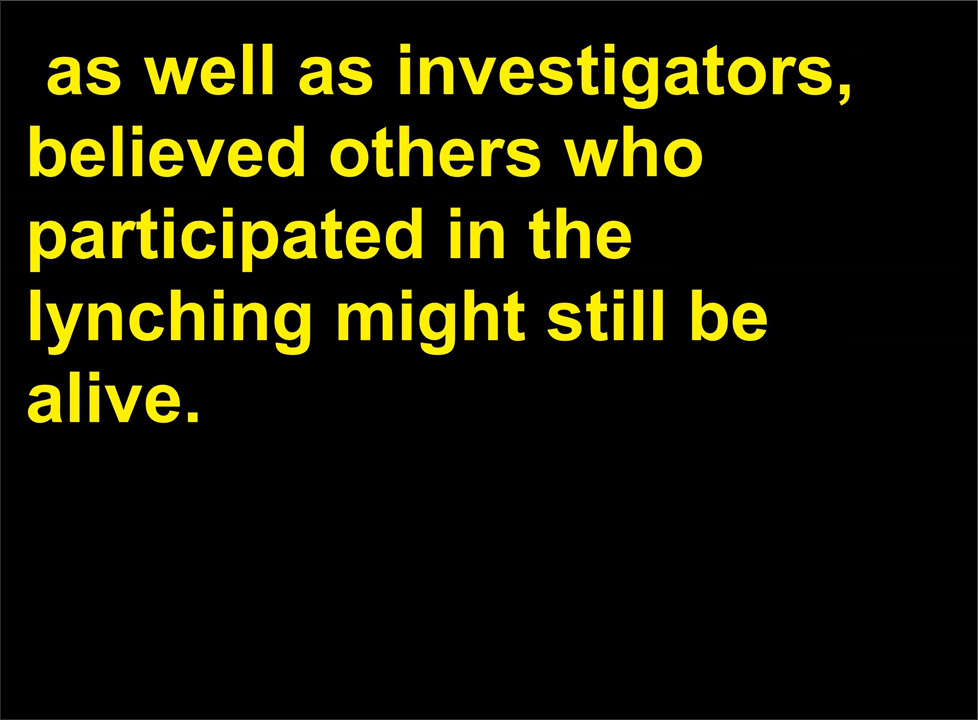 as well as investigators,
believed others who
participated in the
lynching might still be
alive.